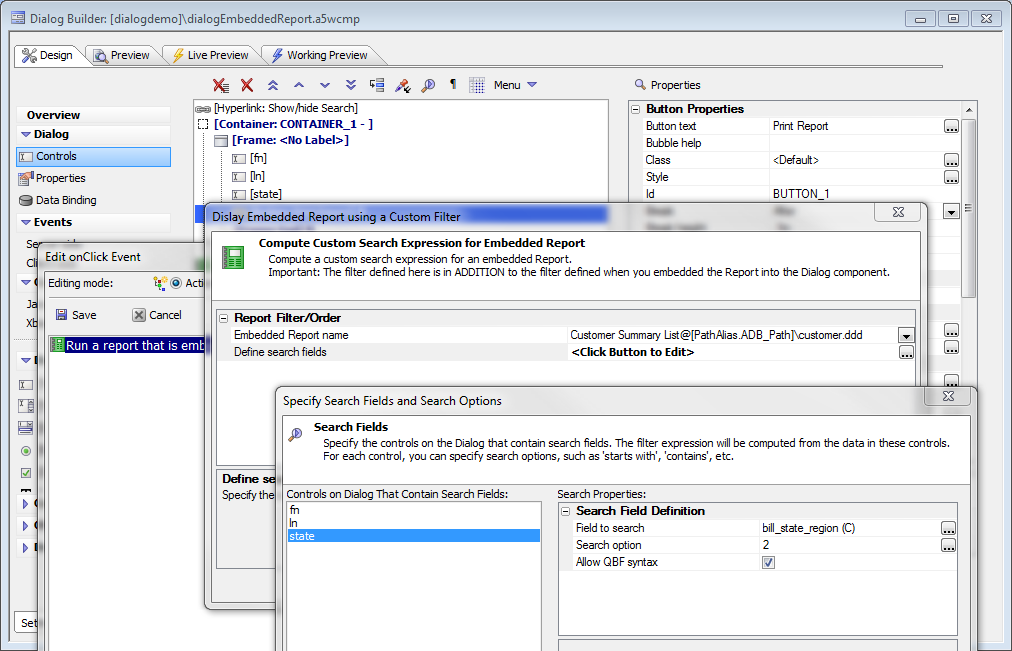 Dialog Builder: [dialogdemo]\dialogEmbeddedReport.a5wcmp
Design
Preview
Live Preview
Working Preview
Menu
Properties
Overview
Dialog
Controls
Properties
Data Binding
Events
[Hyperlink: Show/hide Search]
[Container: CONTAINER_1 - ]
[Frame: <No Label>]
[fn]
[ln]
[state]
Button Properties
Button text Print Report
Bubble help
Class <Default>
Style
Id BUTTON_1
Edit onClick Event
Editing mode: Acti
Save Cancel
Run a report that is emb
Set
Dislay Embedded Report using a Custom Filter
Compute Custom Search Expression for Embedded Report
Compute a custom search expression for an embedded Report.
Important: The filter defined here is in ADDITION to the filter defined when you embedded the Report into the Dialog component.
Report Filter/Order
Embedded Report name Customer Summary List@[PathAlias.ADB_Path]\customer.ddd
Define search fields <Click Button to Edit>
Define se
Specify the
Specify Search Fields and Search Options
Search Fields
Specify the controls on the Dialog that contain search fields. The filter expression will be computed from the data in these controls.
For each control, you can specify search options, such as 'starts with', 'contains', etc.
Controls on Dialog That Contain Search Fields:
fn
ln
state
Search Properties:
Search Field Definition
Field to search bill_state_region (C)
Search option 2
Allow QBF syntax